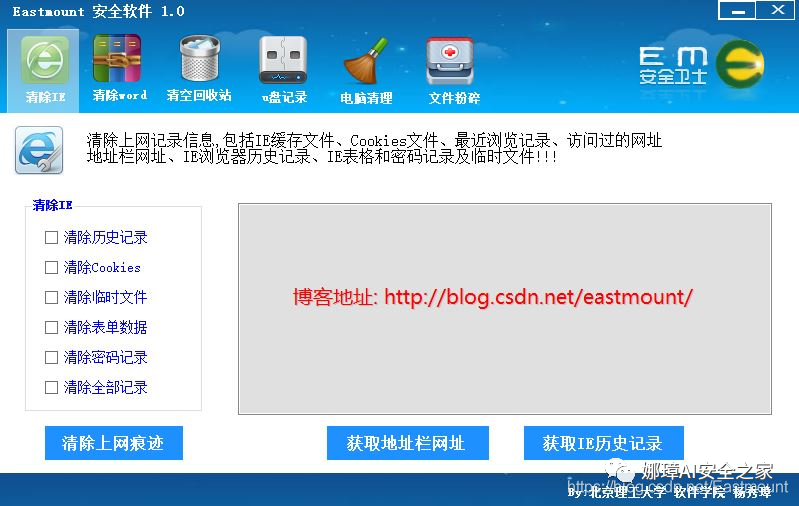 Eastmount 安全软件 1.0
清除IE 清除word 清空回收站 u盘记录 电脑清理 文件粉碎
EM
安全卫士
清除上网记录信息,包括IE缓存文件、Cookies文件、最近浏览记录、访问过的网址
地址栏网址、IE浏览器历史记录、IE表格和密码记录及临时文件!!!
清除IE
清除历史记录
清除Cookies
清除临时文件
清除表单数据
清除密码记录
清除全部记录
博客地址: http://blog.csdn.net/eastmount/
清除上网痕迹 获取地址栏网址 获取IE历史记录
娜璋AI安全之家
https://blog.csdn.net/Eastmount
By:北京理工大学 软件学院 杨秀璋